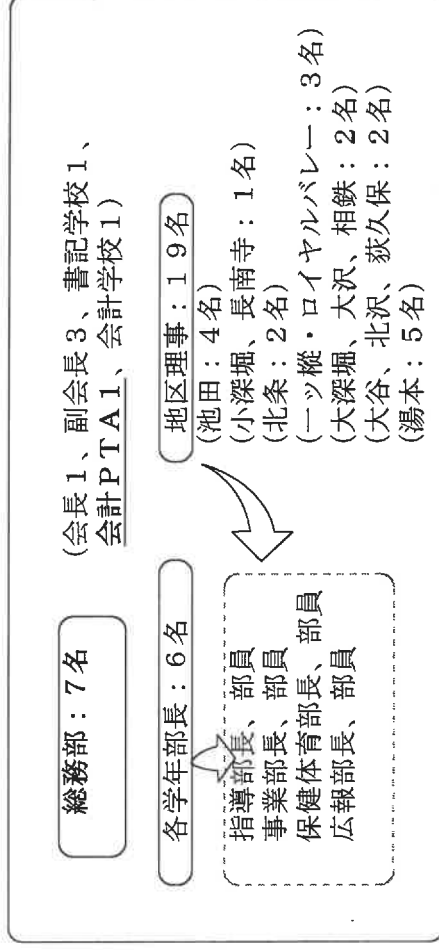 総務部：７名
(会長１、副会長３、書記学校１、
会計ＰＴＡ１、会計学校１)
各学年部長：６名
地区理事：１９名
(池田：４名)
(小深堀、長南寺：１名)
(北条：２名)
(一ツ樅・ロイヤルバレー：３名)
(大深堀、大沢、相鉄：２名)
(大谷、北沢、荻久保：２名)
(湯本：５名)
指導部長、部員
事業部長、部員
保健体育部長、部員
広報部長、部員